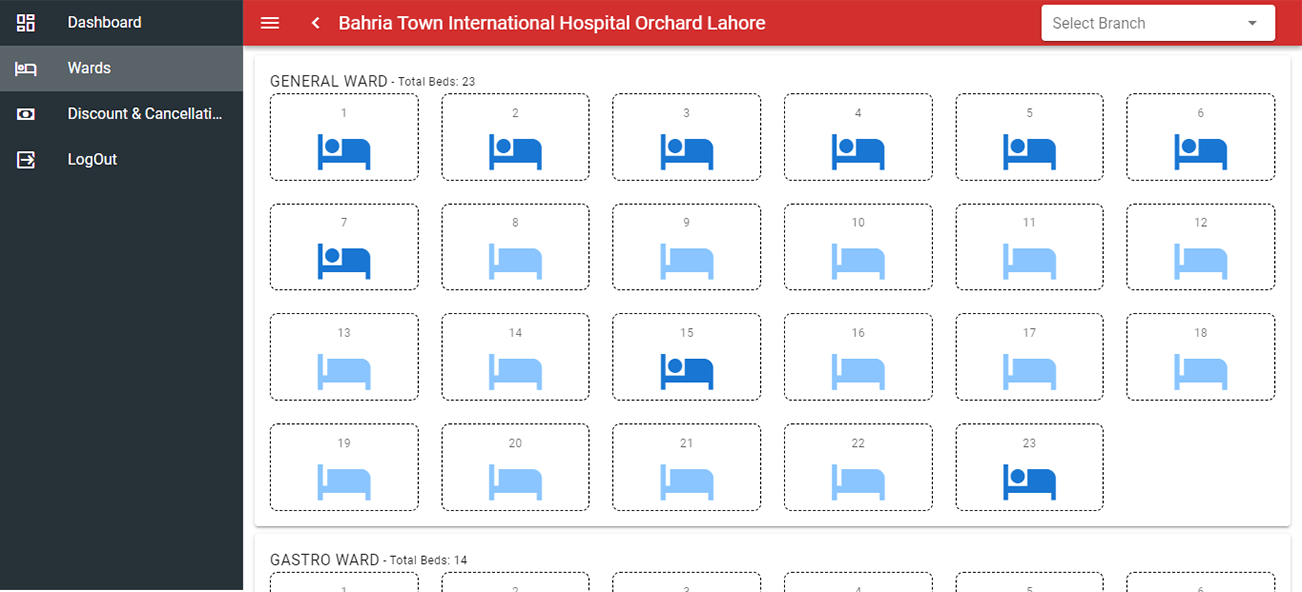 Dashboard
Bahria Town International Hospital Orchard Lahore
Select Branch
Wards
Discount & Cancellati...
LogOut
GENERAL WARD - Total Beds: 23
1 2 3 4 5 6
7 8 9 10 11 12
13 14 15 16 17 18
19 20 21 22 23
GASTRO WARD - Total Beds: 14
1 2 3 4 5 6